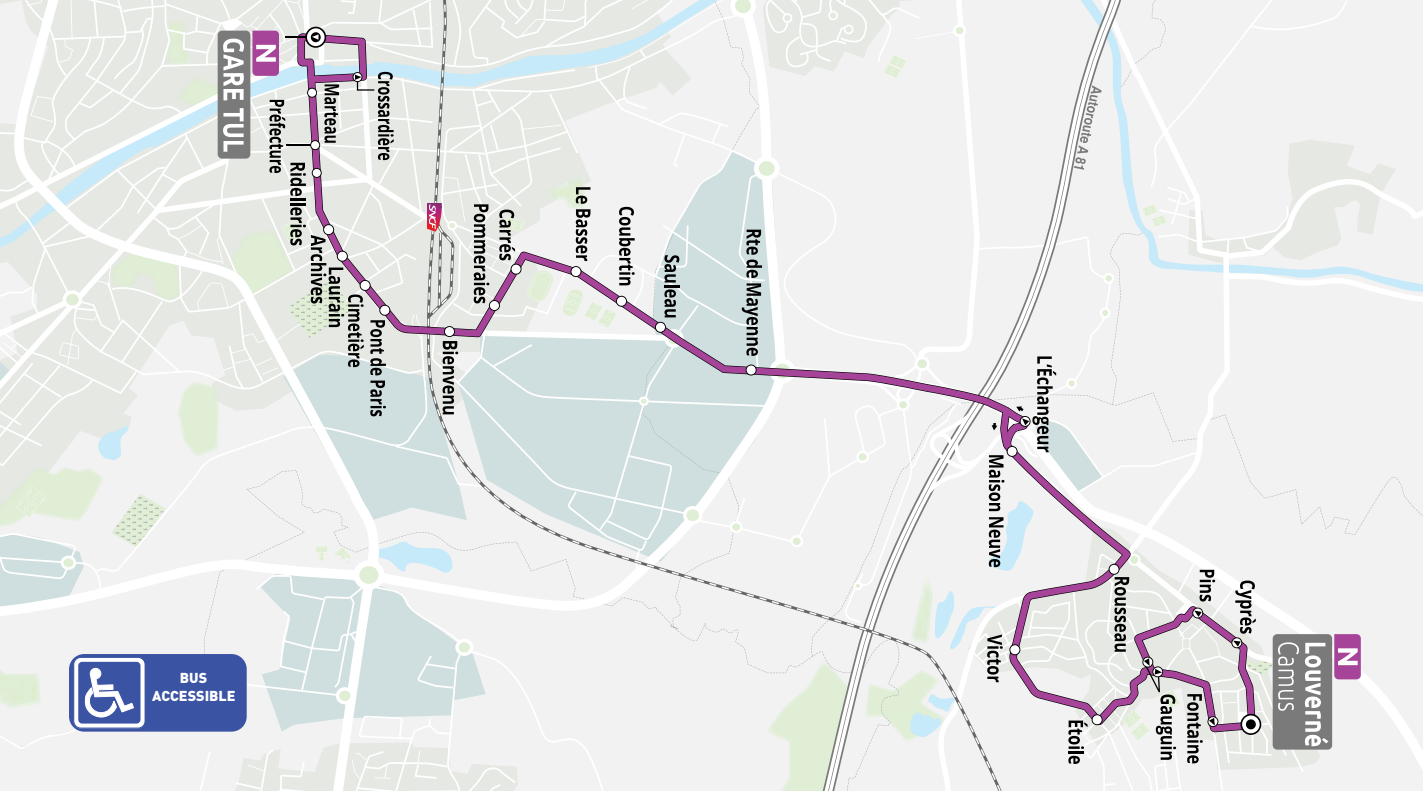 N
GARE TUL
Crossardière
Marteau
Préfecture
Ridelleries
Archives
Laurain
Cimetière
Pont de Paris
Bienvenu
SNCF
Pommeraies
Carrés
Le Basser
Coubertin
Sauleau
Rte de Mayenne
Autoroute A 81
L'Échangeur
Maison Neuve
Rousseau
Victor
Étoile
Gauguin
Fontaine
Pins
Cyprès
N
Louverné
Camus
BUS
ACCESSIBLE